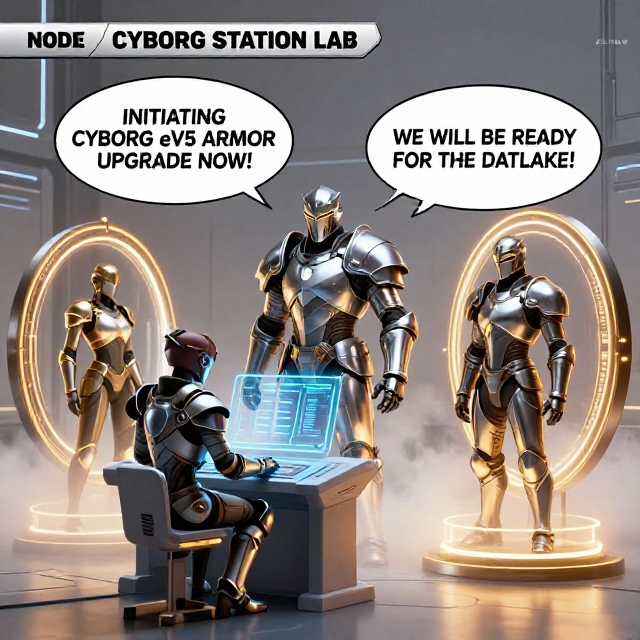 NODE / CYBORG STATION LAB
INITIATING
CYBORG eV5 ARMOR
UPGRADE NOW!
WE WILL BE READY
FOR THE DATLAKE!